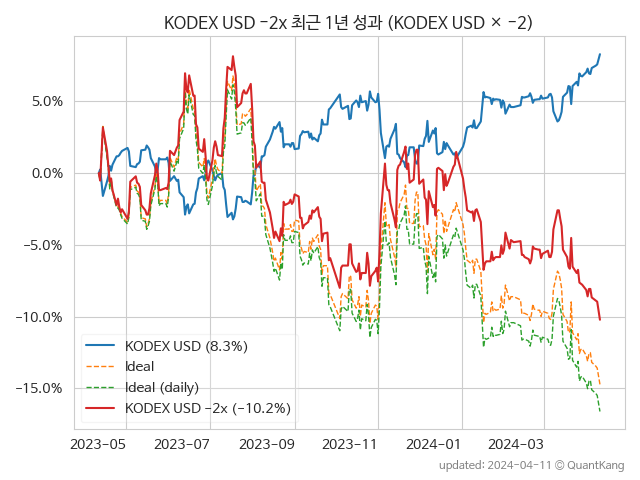 KODEX USD −2x 최근 1년 성과 (KODEX USD × −2)
5.0%
0.0%
−5.0%
−10.0%
−15.0%
KODEX USD (8.3%)
Ideal
Ideal (daily)
KODEX USD −2x (−10.2%)
2023−05
2023−07
2023−09
2023−11
2024−01
2024−03
updated: 2024−04−11 © QuantKang